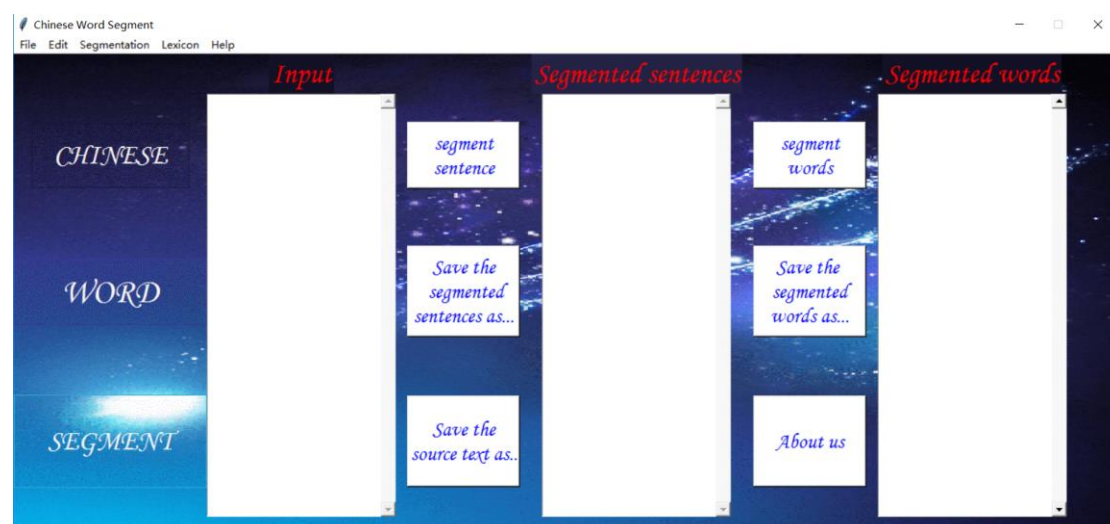 Chinese Word Segment
File Edit Segmentation Lexicon Help
Input
Segmented sentences
Segmented words
CHINESE
WORD
SEGMENT
segment
sentence
Save the
segmented
sentences as...
Save the
source text as..
segment
words
Save the
segmented
words as...
About us